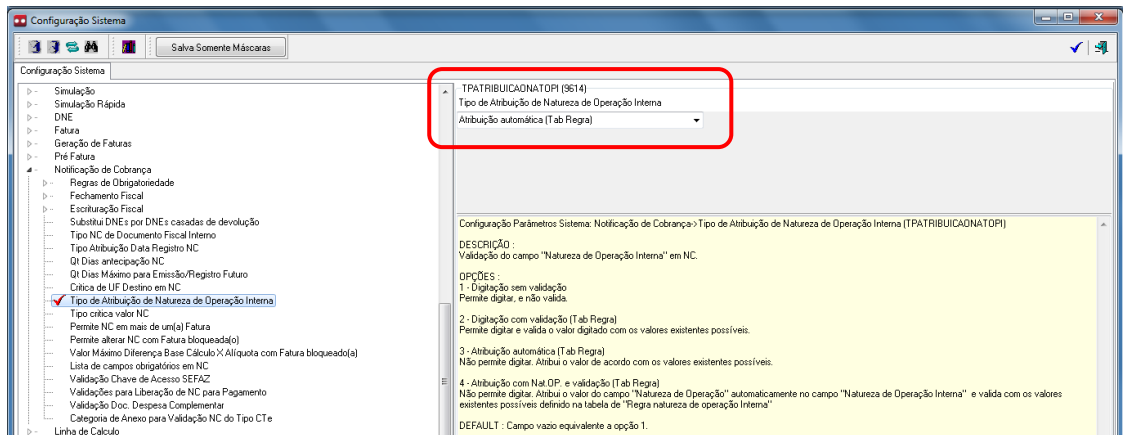 Configuração Sistema
Salva Somente Máscaras
Configuração Sistema
Simulação
Simulação Rápida
DNE
Fatura
Geração de Faturas
Pré Fatura
Notificação de Cobrança
Regras de Obrigatoriedade
Fechamento Fiscal
Escrituração Fiscal
Substitui DNEs por DNEs casadas de devolução
Tipo NC de Documento Fiscal Interno
Tipo Atribuição Data Registro NC
Qt Dias antecipação NC
Qt Dias Máximo para Emissão/Registro Futuro
Critica de UF Destino em NC
Tipo de Atribuição de Natureza de Operação Interna
Tipo critica valor NC
Permite NC em mais de um(a) Fatura
Permite alterar NC com Fatura bloqueada(o)
Valor Máximo Diferença Base Cálculo X Alíquota com Fatura bloqueado(a)
Lista de campos obrigatórios em NC
Validação Chave de Acesso SEFAZ
Validações para Liberação de NC para Pagamento
Validação Doc. Despesa Complementar
Categoria de Anexo para Validação NC do Tipo CTe
Linha de Calculo
TPATRIBUICAONATOPI (9614)
Tipo de Atribuição de Natureza de Operação Interna
Atribuição automática (Tab Regra)
Configuração Parâmetros Sistema: Notificação de Cobrança->Tipo de Atribuição de Natureza de Operação Interna (TPATRIBUICAONATOPI)
DESCRIÇÃO :
Validação do campo "Natureza de Operação Interna" em NC.
OPÇÕES :
1 - Digitação sem validação
Permite digitar, e não valida.
2 - Digitação com validação (Tab Regra)
Permite digitar e valida o valor digitado com os valores existentes possíveis.
3 - Atribuição automática (Tab Regra)
Não permite digitar. Atribui o valor de acordo com os valores existentes possíveis.
4 - Atribuição com Nat.OP. e validação (Tab Regra)
Não permite digitar. Atribui o valor do campo "Natureza de Operação" automaticamente no campo "Natureza de Operação Interna" e valida com os valores
existentes possíveis definido na tabela de "Regra natureza de operação Interna"
DEFAULT : Campo vazio equivalente a opção 1.